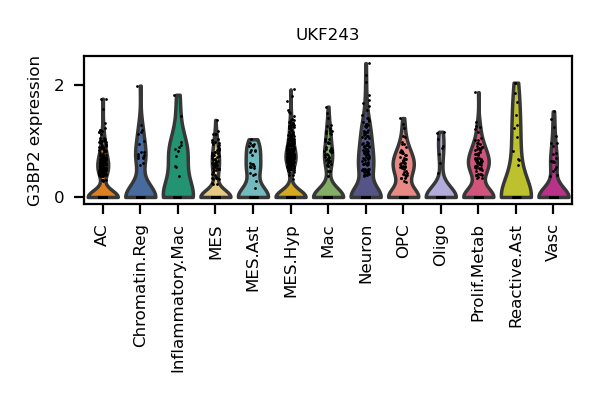 UKF243
G3BP2 expression
2
0
AC
Chromatin.Reg
Inflammatory.Mac
MES
MES.Ast
MES.Hyp
Mac
Neuron
OPC
Oligo
Prolif.Metab
Reactive.Ast
Vasc